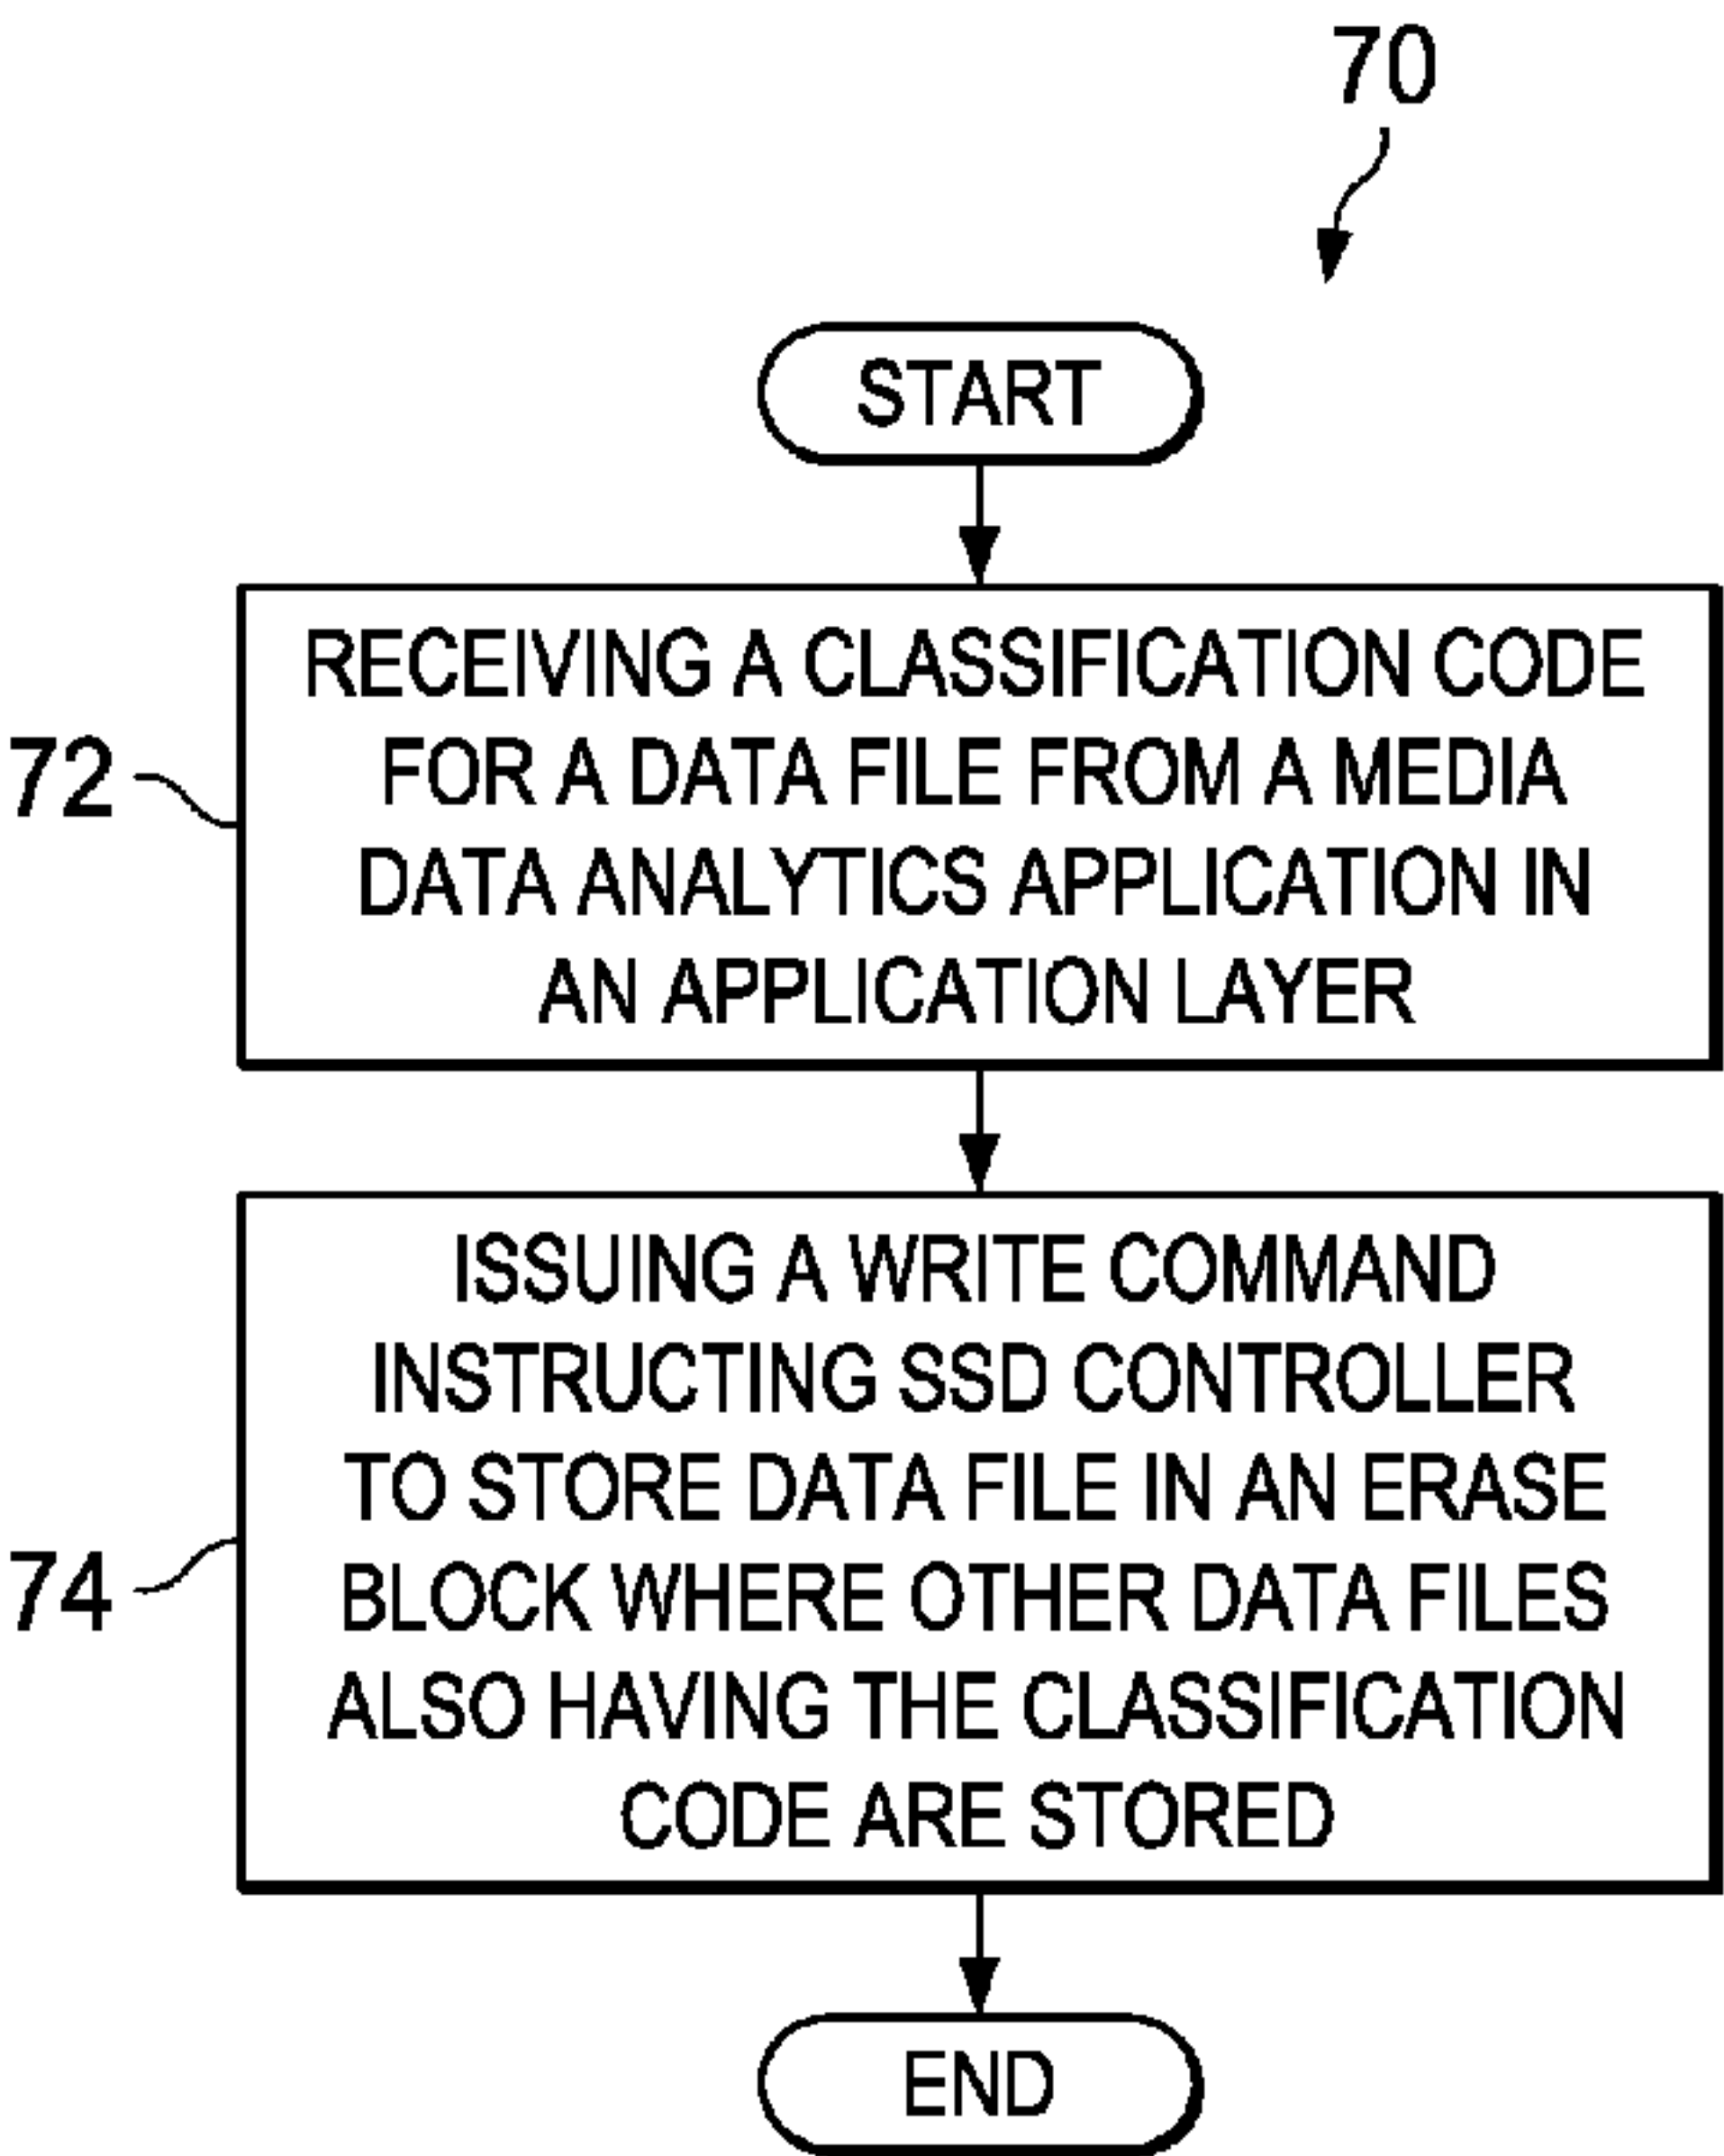 70
START
RECEIVING A CLASSIFICATION CODE
FOR A DATA FILE FROM A MEDIA
DATA ANALYTICS APPLICATION IN
AN APPLICATION LAYER
72
ISSUING A WRITE COMMAND
INSTRUCTING SSD CONTROLLER
TO STORE DATA FILE IN AN ERASE
BLOCK WHERE OTHER DATA FILES
ALSO HAVING THE CLASSIFICATION
CODE ARE STORED
74
END